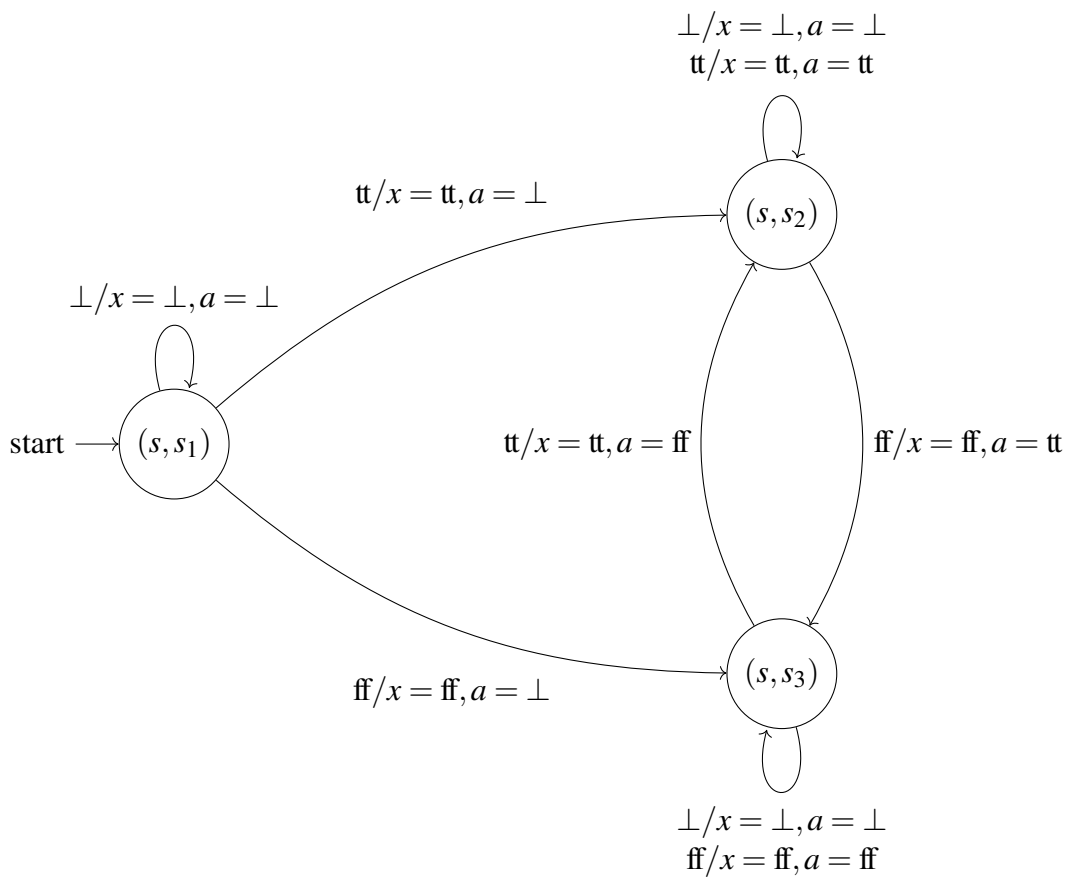 ⊥/x = ⊥, a = ⊥
tt/x = tt, a = tt
(s, s₂)
tt/x = tt, a = ⊥
⊥/x = ⊥, a = ⊥
start
(s, s₁)
tt/x = tt, a = ff
ff/x = ff, a = tt
ff/x = ff, a = ⊥
(s, s₃)
⊥/x = ⊥, a = ⊥
ff/x = ff, a = ff